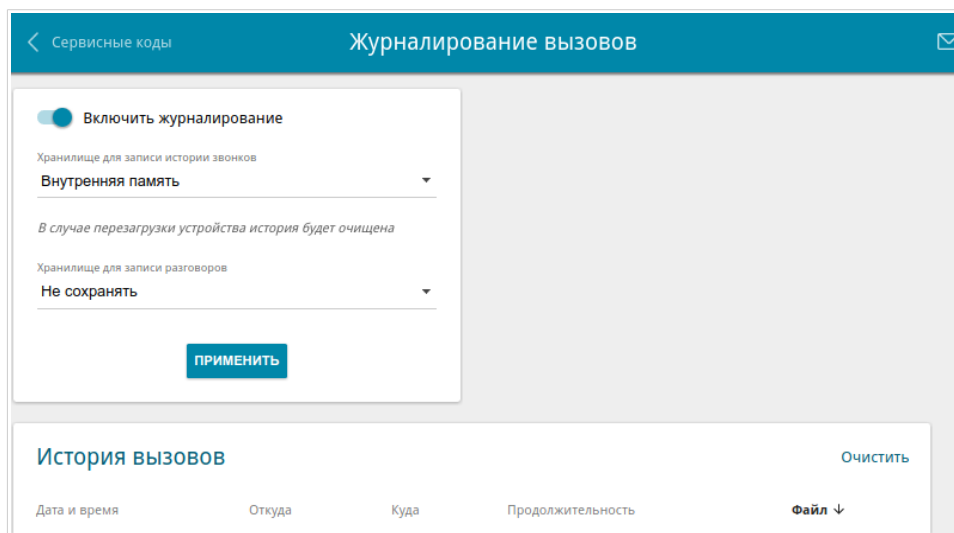 Сервисные коды
Журналирование вызовов
Включить журналирование
Хранилище для записи истории звонков
Внутренняя память
В случае перезагрузки устройства история будет очищена
Хранилище для записи разговоров
Не сохранять
ПРИМЕНИТЬ
История вызовов
Очистить
Дата и время Откуда Куда Продолжительность Файл ↓